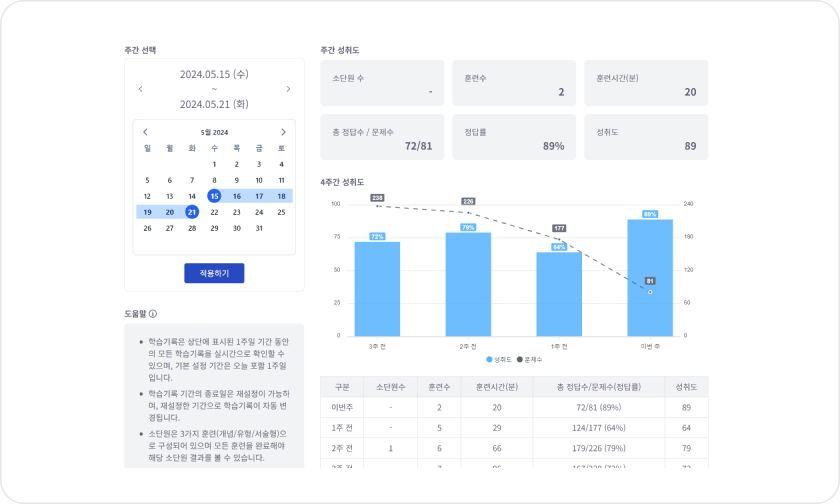 주간 선택
2024.05.15 (수)
~
2024.05.21 (화)
5월 2024
일 월 화 수 목 금 토
1 2 3 4
5 6 7 8 9 10 11
12 13 14 15 16 17 18
19 20 21 22 23 24 25
26 27 28 29 30 31
적용하기
도움말
학습기록은 상단에 표시된 1주일 기간 동안
의 모든 학습기록을 실시간으로 확인할 수
있으며, 기본 설정 기간은 오늘 포함 1주일
입니다.
학습기록 기간의 종료일은 재설정이 가능하
며, 재설정한 기간으로 학습기록이 자동 변
경됩니다.
소단원은 3가지 훈련(개념/유형/서술형)으
로 구성되어 있으며 모든 훈련을 완료해야
해당 소단원 결과를 볼 수 있습니다.
주간 성취도
소단원 수
-
훈련수
2
훈련시간(분)
20
총 정답수 / 문제수
72/81
정답률
89%
성취도
89
4주간 성취도
100 75 50 25 0
240 180 120 60 0
238 226 177 81
72% 79% 64% 89%
3주 전 2주 전 1주 전 이번 주
성취도 문제수
구분 소단원수 훈련수 훈련시간(분) 총 정답수/문제수(정답률) 성취도
이번주 - 2 20 72/81 (89%) 89
1주 전 - 5 29 124/177 (64%) 64
2주 전 1 6 66 179/226 (79%) 79